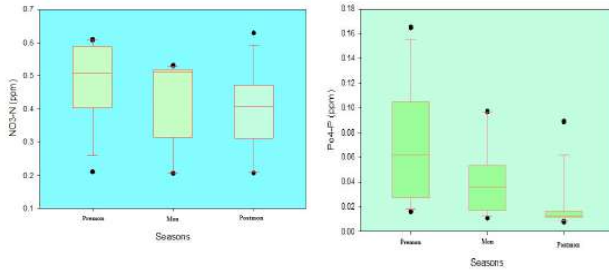 0.7
0.6
0.5
0.4
0.3
0.2
0.1
NO3-N (ppm)
Premon
Mon
Postmon
Seasons
0.18
0.16
0.14
0.12
0.10
0.08
0.06
0.04
0.02
0.00
Po4-P (ppm)
Premon
Mon
Postmon
Seasons